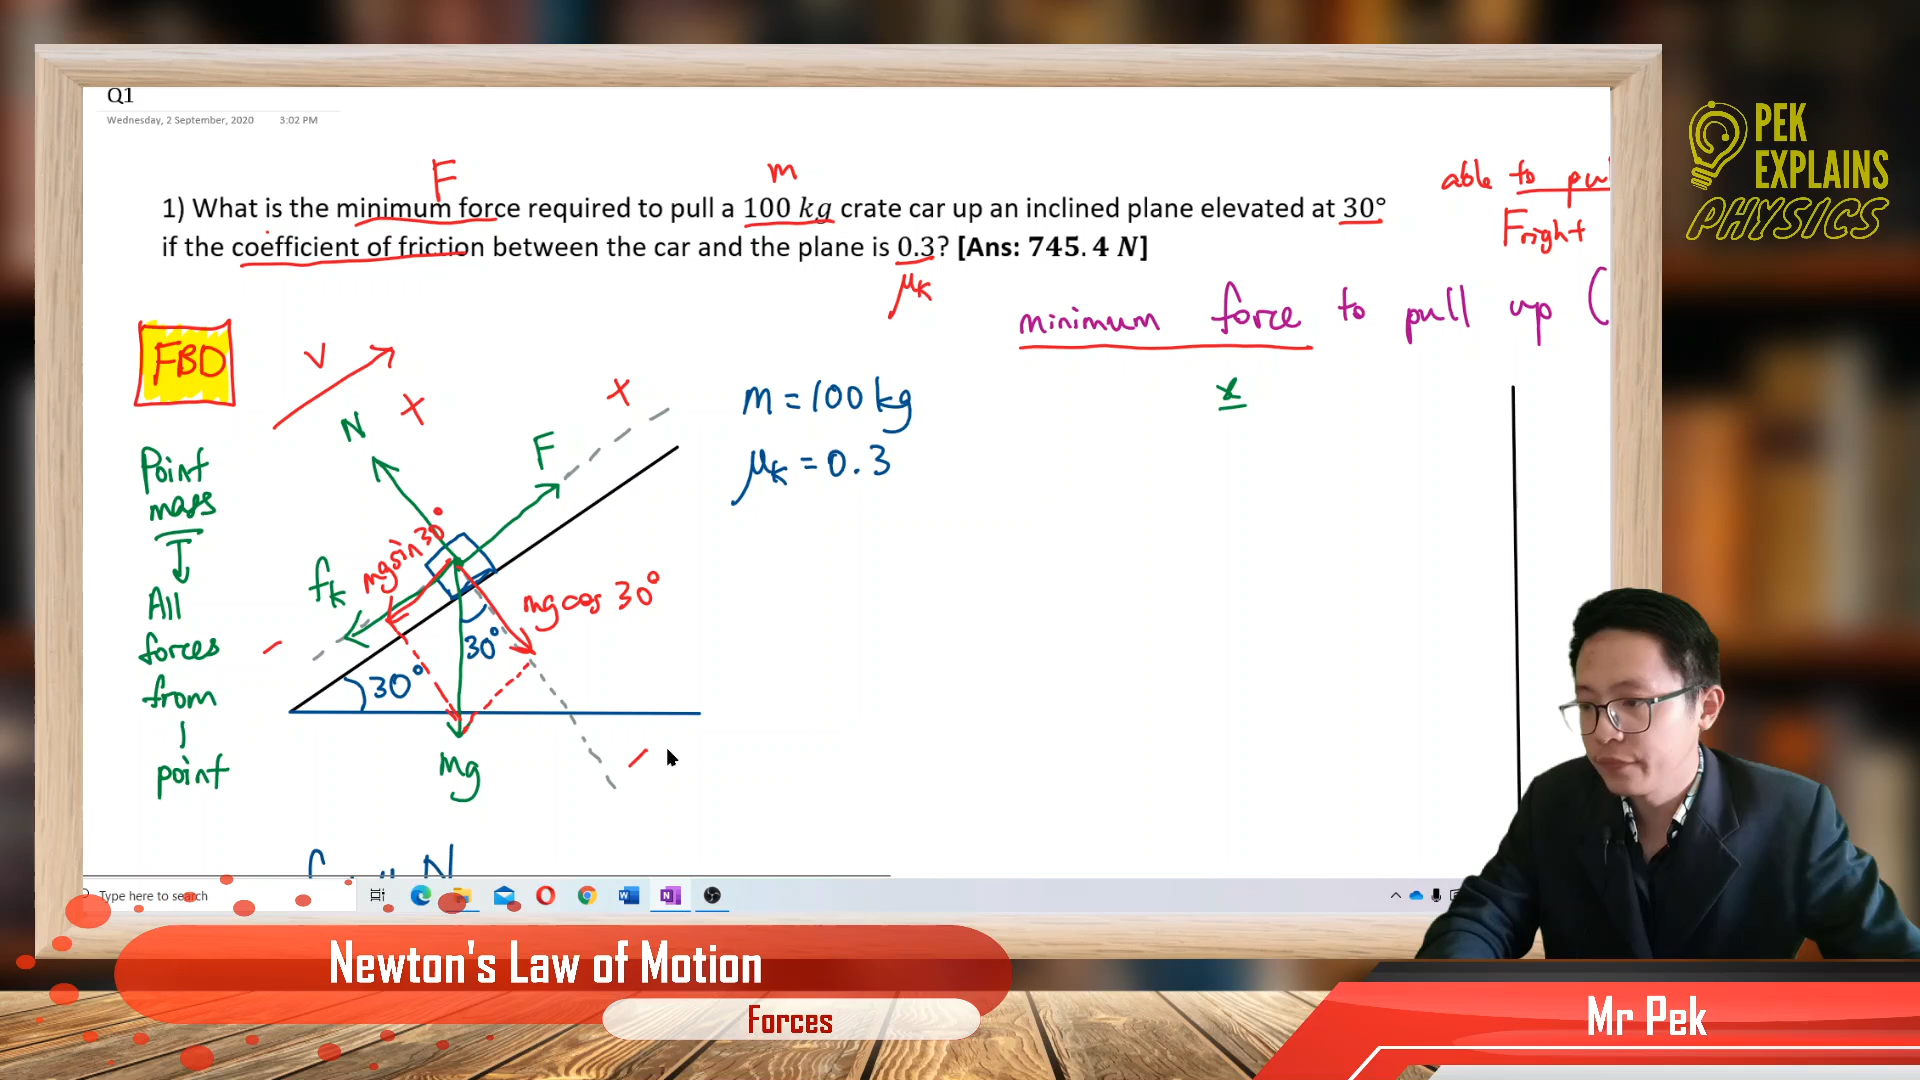 Q1
Wednesday, 2 September, 2020 3:02 PM
F
m
1) What is the minimum force required to pull a 100 kg crate car up an inclined plane elevated at 30°
if the coefficient of friction between the car and the plane is 0.3? [Ans: 745.4 N]
μk
able to pu
Fright
minimum force to pull up (
FBD
v
x
x
N
F
m = 100 kg
μk = 0.3
x
Point
mass
All
forces
from
1
point
fk
mg sin 30°
mg cos 30°
30°
30°
-
-
mg
N
Type here to search
PEK
EXPLAINS
PHYSICS
Newton's Law of Motion
Forces
Mr Pek